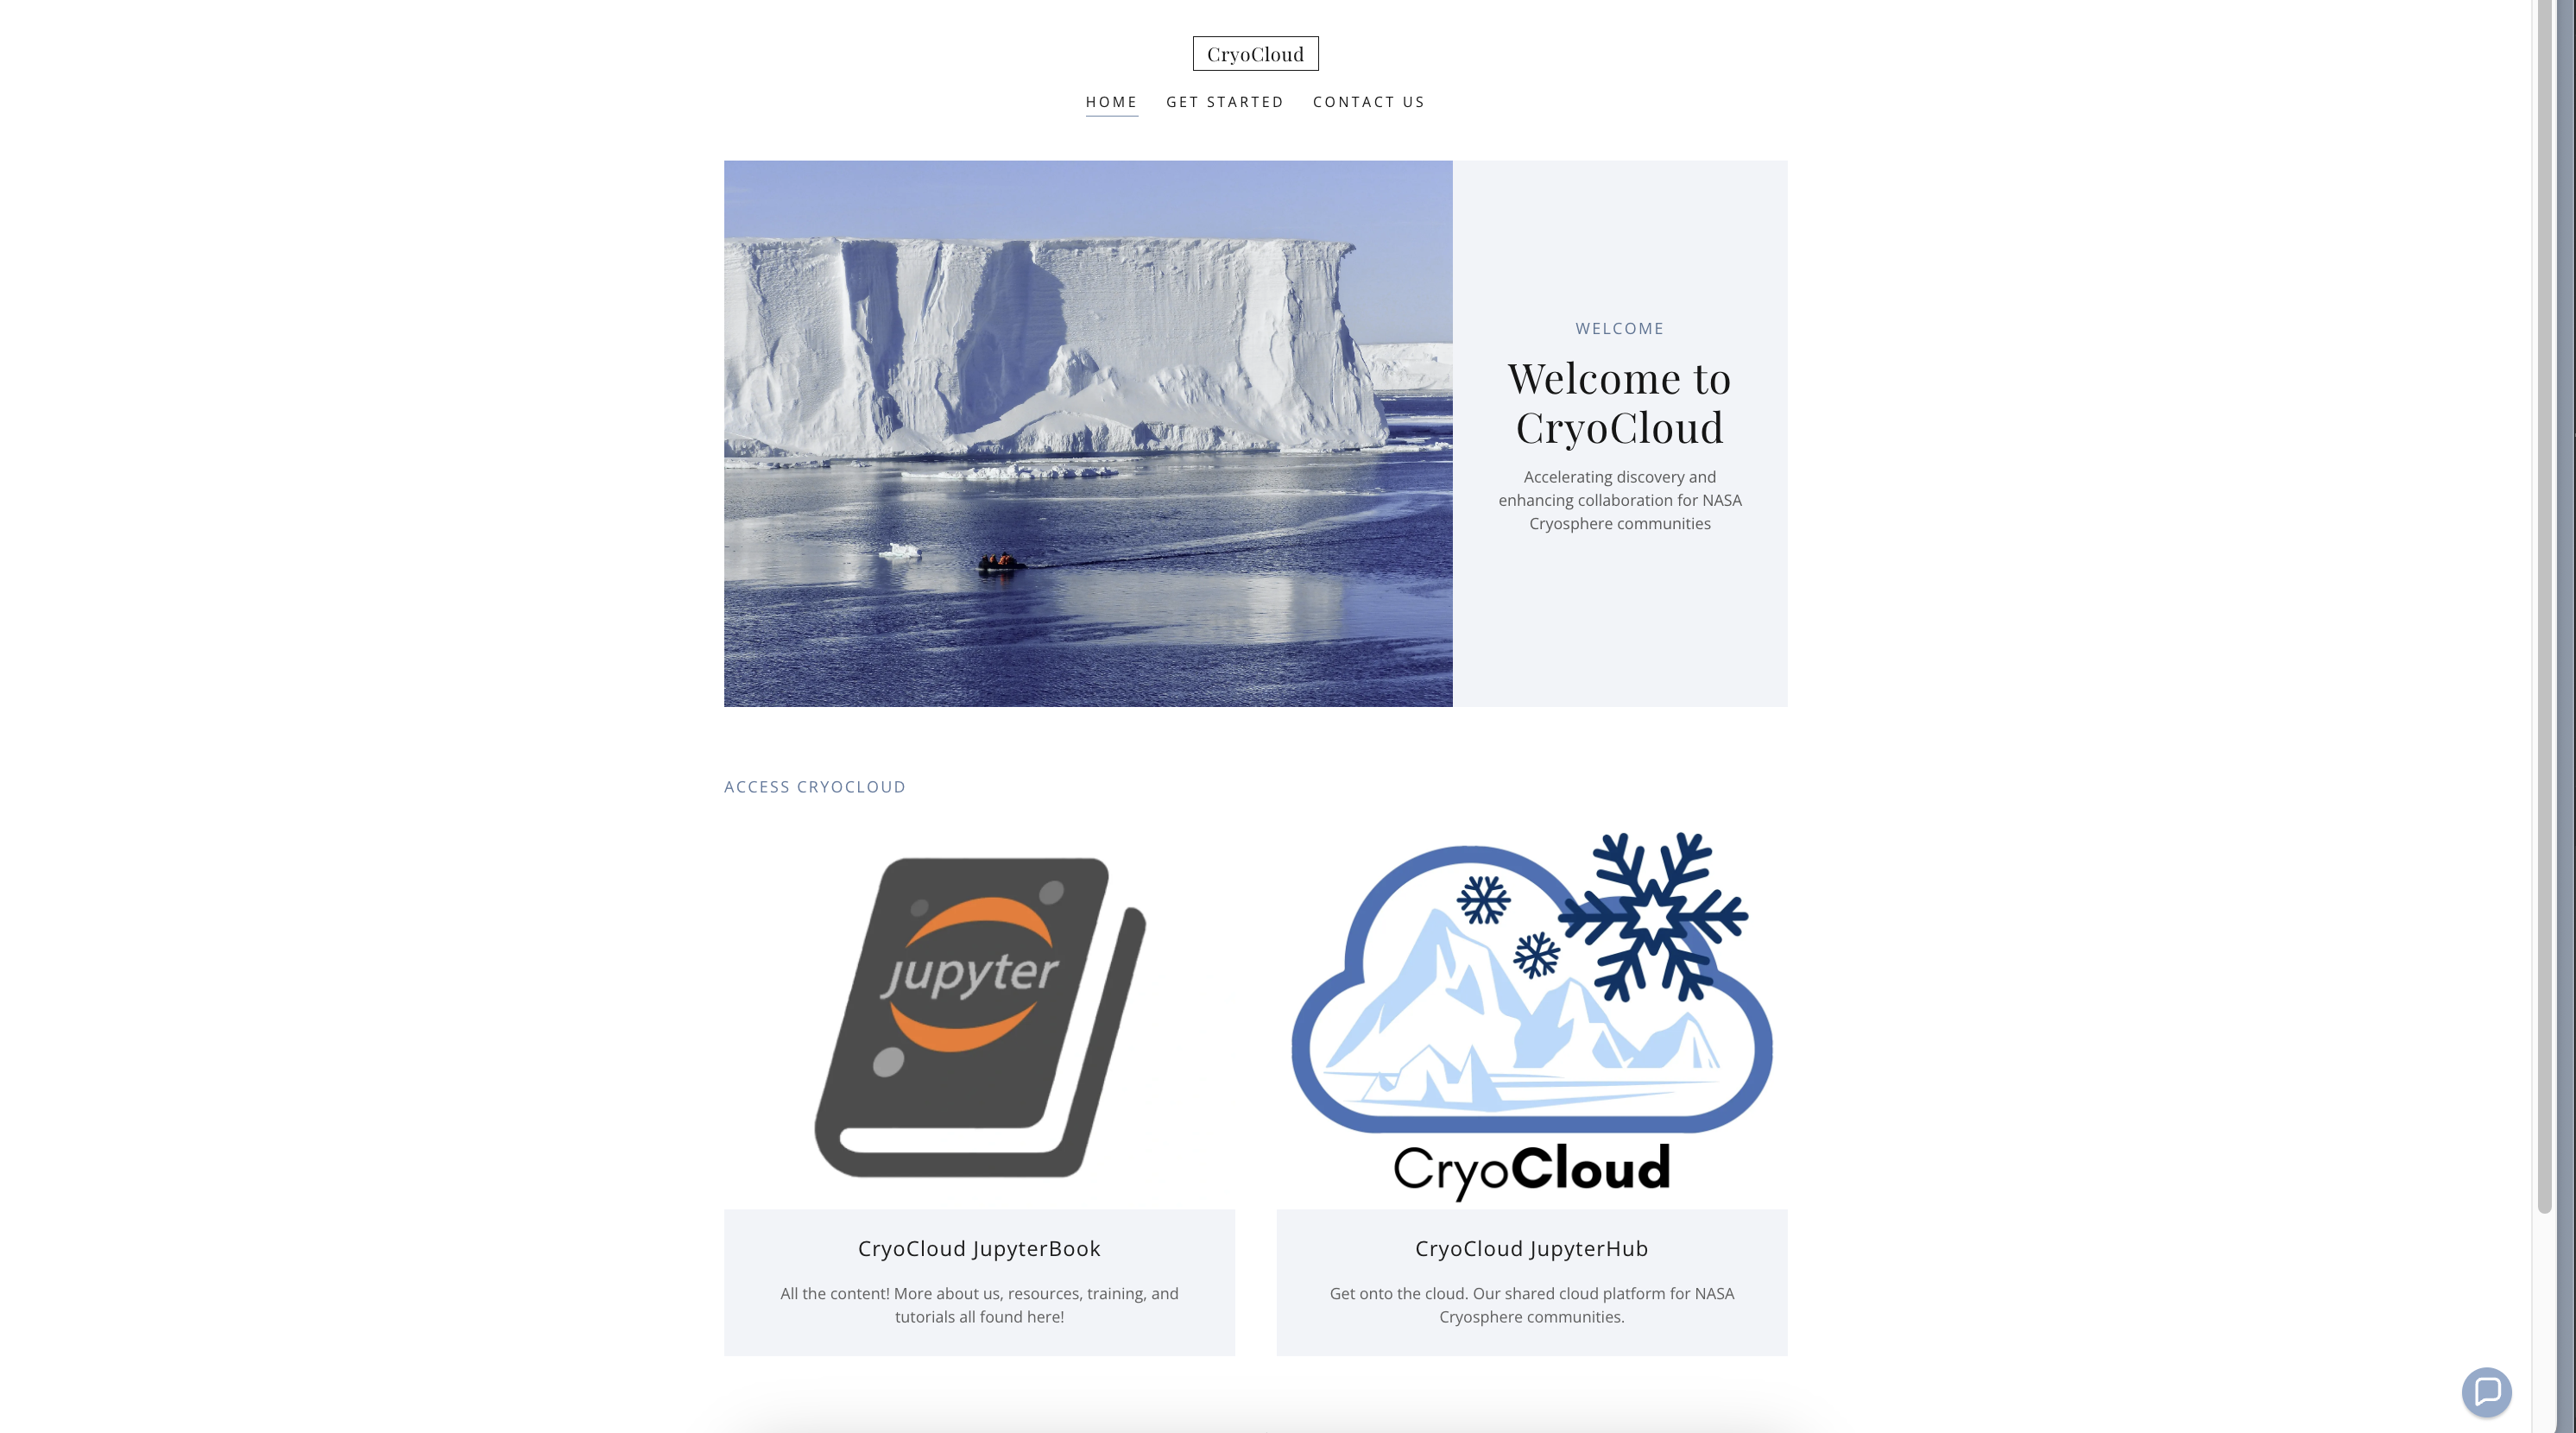 CryoCloud
HOME GET STARTED CONTACT US
WELCOME
Welcome to
CryoCloud
Accelerating discovery and
enhancing collaboration for NASA
Cryosphere communities
ACCESS CRYOCLOUD
jupyter
CryoCloud
CryoCloud JupyterBook
All the content! More about us, resources, training, and
tutorials all found here!
CryoCloud JupyterHub
Get onto the cloud. Our shared cloud platform for NASA
Cryosphere communities.